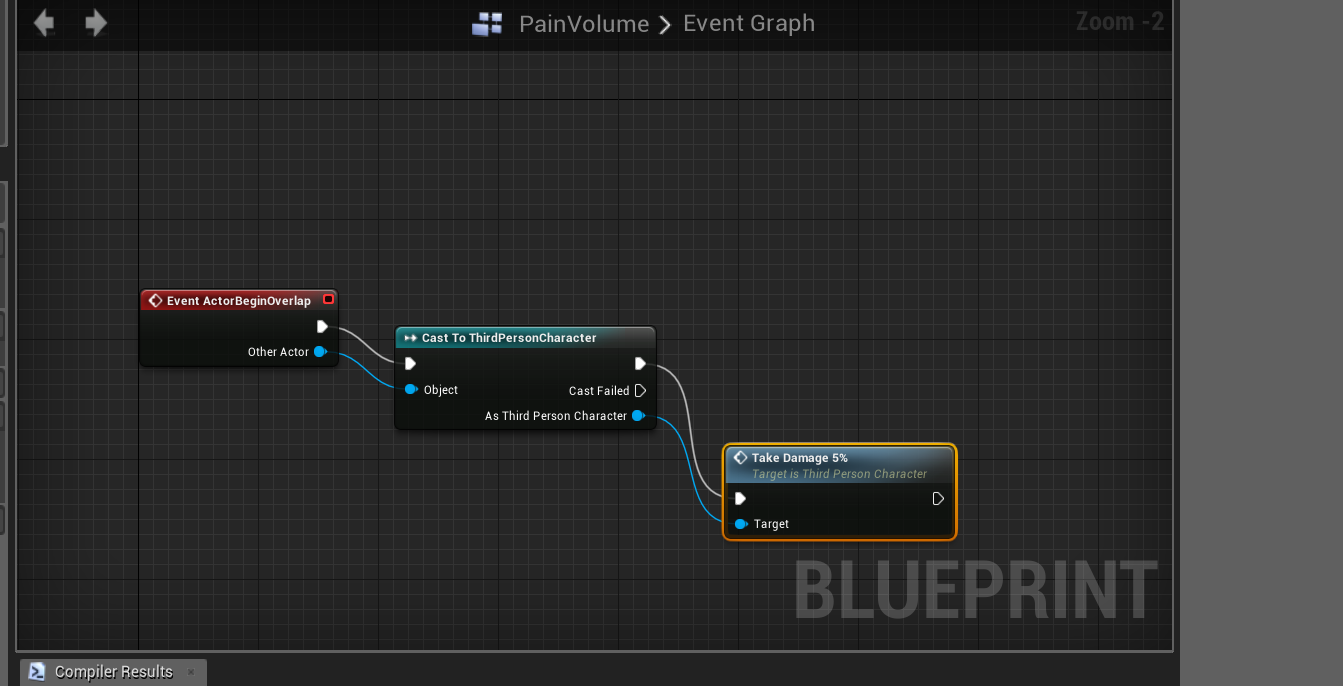 PainVolume > Event Graph
Zoom -2
Event ActorBeginOverlap
Other Actor
Cast To ThirdPersonCharacter
Object
Cast Failed
As Third Person Character
Take Damage 5%
Target is Third Person Character
Target
BLUEPRINT
Compiler Results